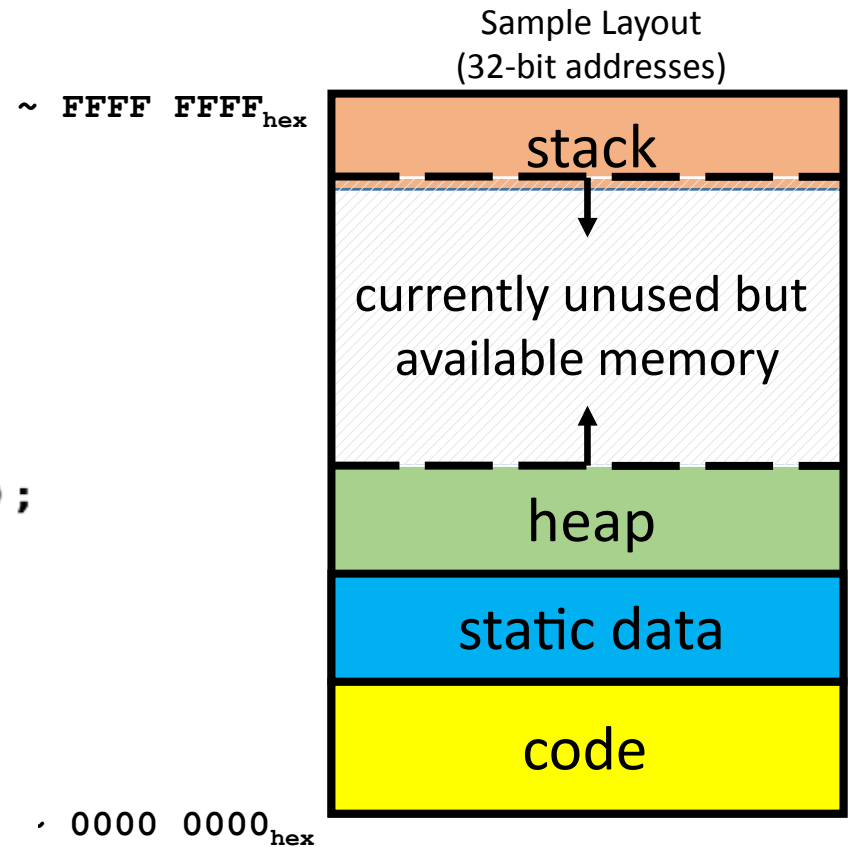 Sample Layout
(32-bit addresses)
~ FFFF FFFFhex
stack
currently unused but
available memory
);
heap
static data
code
~ 0000 0000hex